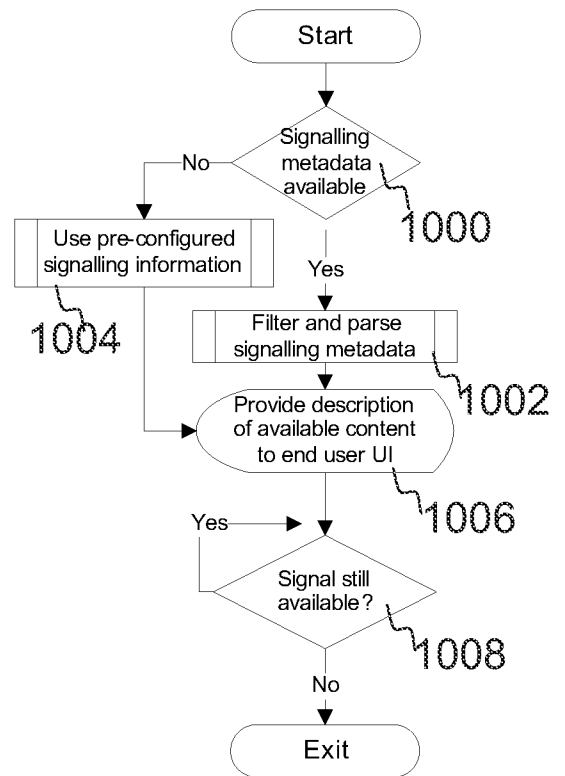 Start
Signalling
metadata
available
1000
No
Yes
Use pre-configured
signalling information
1004
Filter and parse
signalling metadata
1002
Provide description
of available content
to end user UI
1006
Yes
Signal still
available?
1008
No
Exit